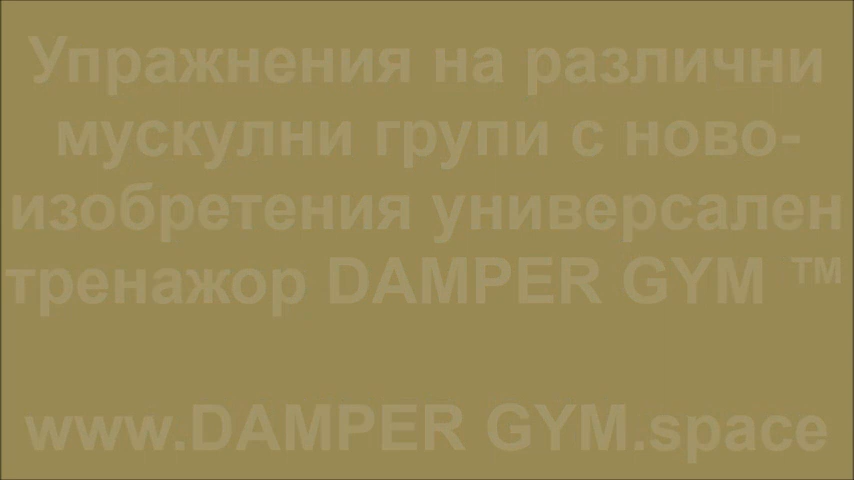 Упражнения на различни
мускулни групи с ново-
изобретения универсален
тренажор DAMPER GYM ™
www.DAMPER GYM.space